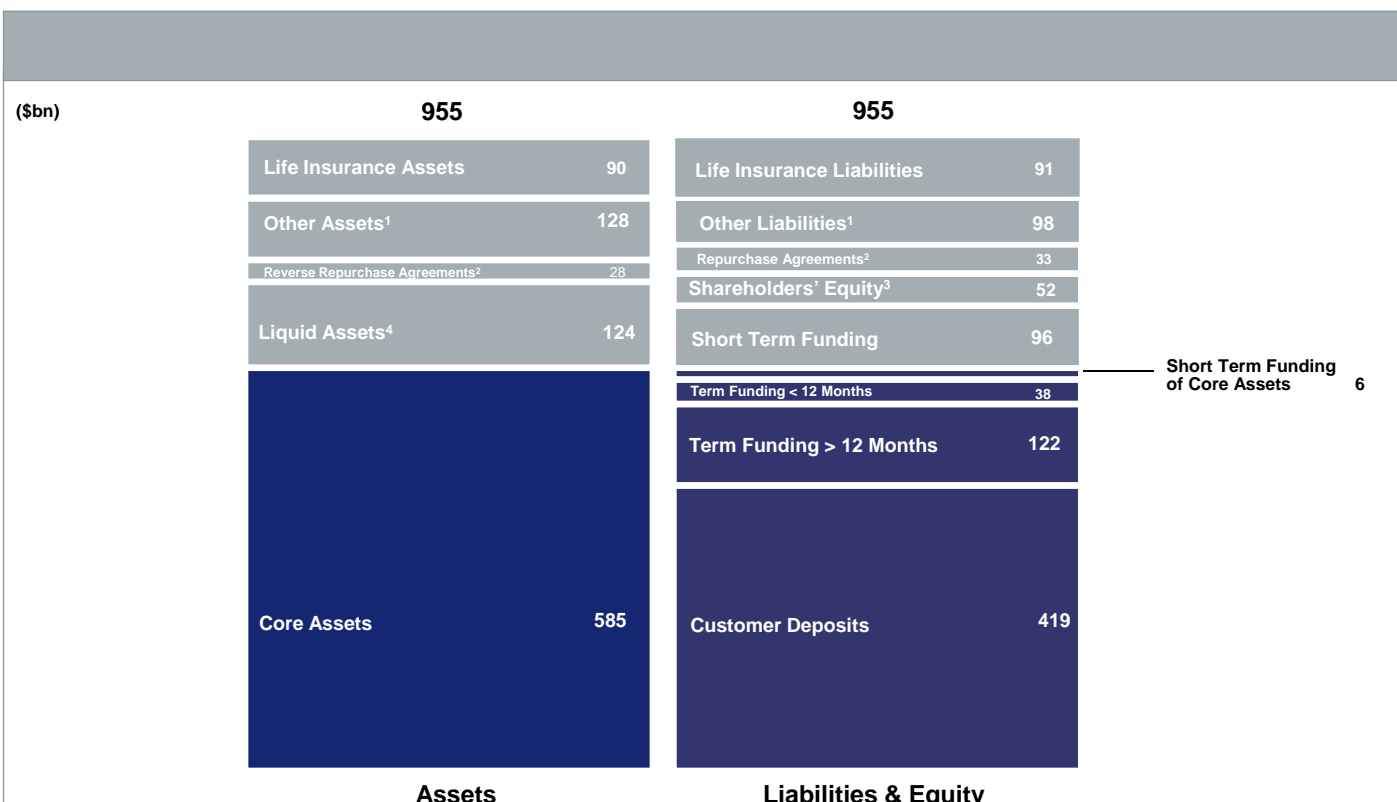 ($bn) 955 955
Life Insurance Assets 90
Other Assets¹ 128
Reverse Repurchase Agreements² 28
Liquid Assets⁴ 124
Core Assets 585
Assets
Life Insurance Liabilities 91
Other Liabilities¹ 98
Repurchase Agreements² 33
Shareholders' Equity³ 52
Short Term Funding 96
Short Term Funding
of Core Assets 6
Term Funding < 12 Months 38
Term Funding > 12 Months 122
Customer Deposits 419
Liabilities & Equity